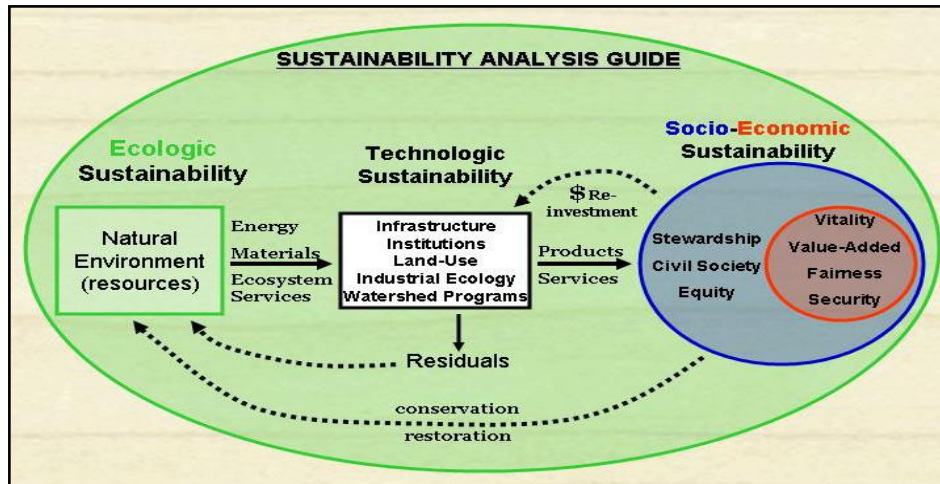 SUSTAINABILITY ANALYSIS GUIDE
Ecologic
Sustainability
Technologic
Sustainability
Socio-Economic
Sustainability
Natural
Environment
(resources)
Energy
Materials
Ecosystem
Services
Infrastructure
Institutions
Land-Use
Industrial Ecology
Watershed Programs
$ Re-
investment
Products
Services
Stewardship
Civil Society
Equity
Vitality
Value-Added
Fairness
Security
Residuals
conservation
restoration